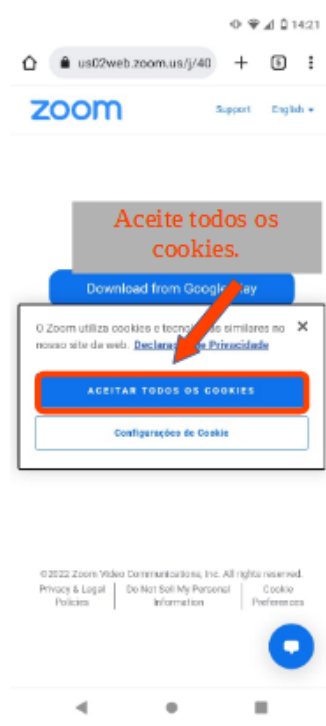 14:21
us02web.zoom.us/j/40
zoom
Support English
Aceite todos os
cookies.
Download from Google Play
O Zoom utiliza cookies e tecnologias similares no
nosso site da web. Declaração de Privacidade
ACEITAR TODOS OS COOKIES
Configurações de Cookie
©2022 Zoom Video Communications, Inc. All rights reserved.
Privacy & Legal Do Not Sell My Personal Cookie
Policies Information Preferences